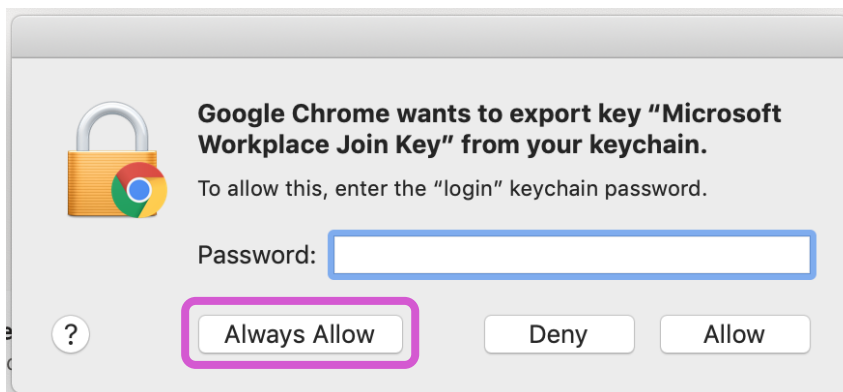 Google Chrome wants to export key “Microsoft
Workplace Join Key” from your keychain.
To allow this, enter the “login” keychain password.
Password:
?
Always Allow
Deny
Allow